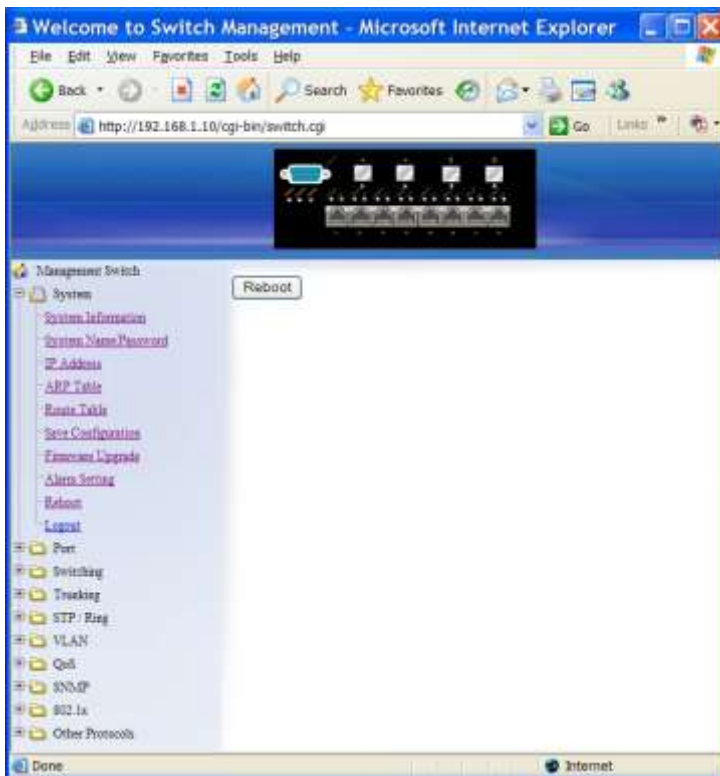 Welcome to Switch Management - Microsoft Internet Explorer
File Edit View Favorites Tools Help
Back Search Favorites
Address http://192.168.1.10/cgi-bin/switch.cgi Go Links »
Management Switch
Reboot
System
System Information
System Name/Password
IP Address
ARP Table
Route Table
Save Configuration
Firmware Upgrade
Alarm Setting
Reboot
Logout
Port
Switching
Trunking
STP / Ring
VLAN
QoS
SNMP
802.1x
Other Protocols
Done Internet